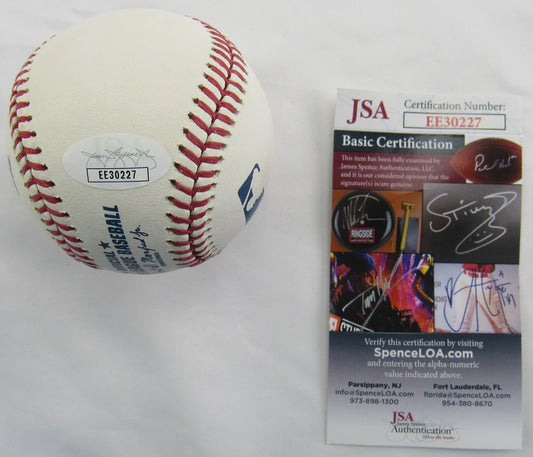 EE30227
LEAGUE BASEBALL
JSA
Certification Number:
EE30227
Basic Certification
This item has been fully examined by
James Spence Authentication, LLC
and it is our considered opinion that the
signature(s) is/are genuine.
RINGSIDE
Verify this certification by visiting
SpenceLOA.com
and entering the alpha-numeric
value indicated above.
Parsippany, NJ
info@SpenceLOA.com
973-898-1300
Fort Lauderdale, FL
florida@SpenceLOA.com
954-380-8670
JSA
James Spence
Authentication